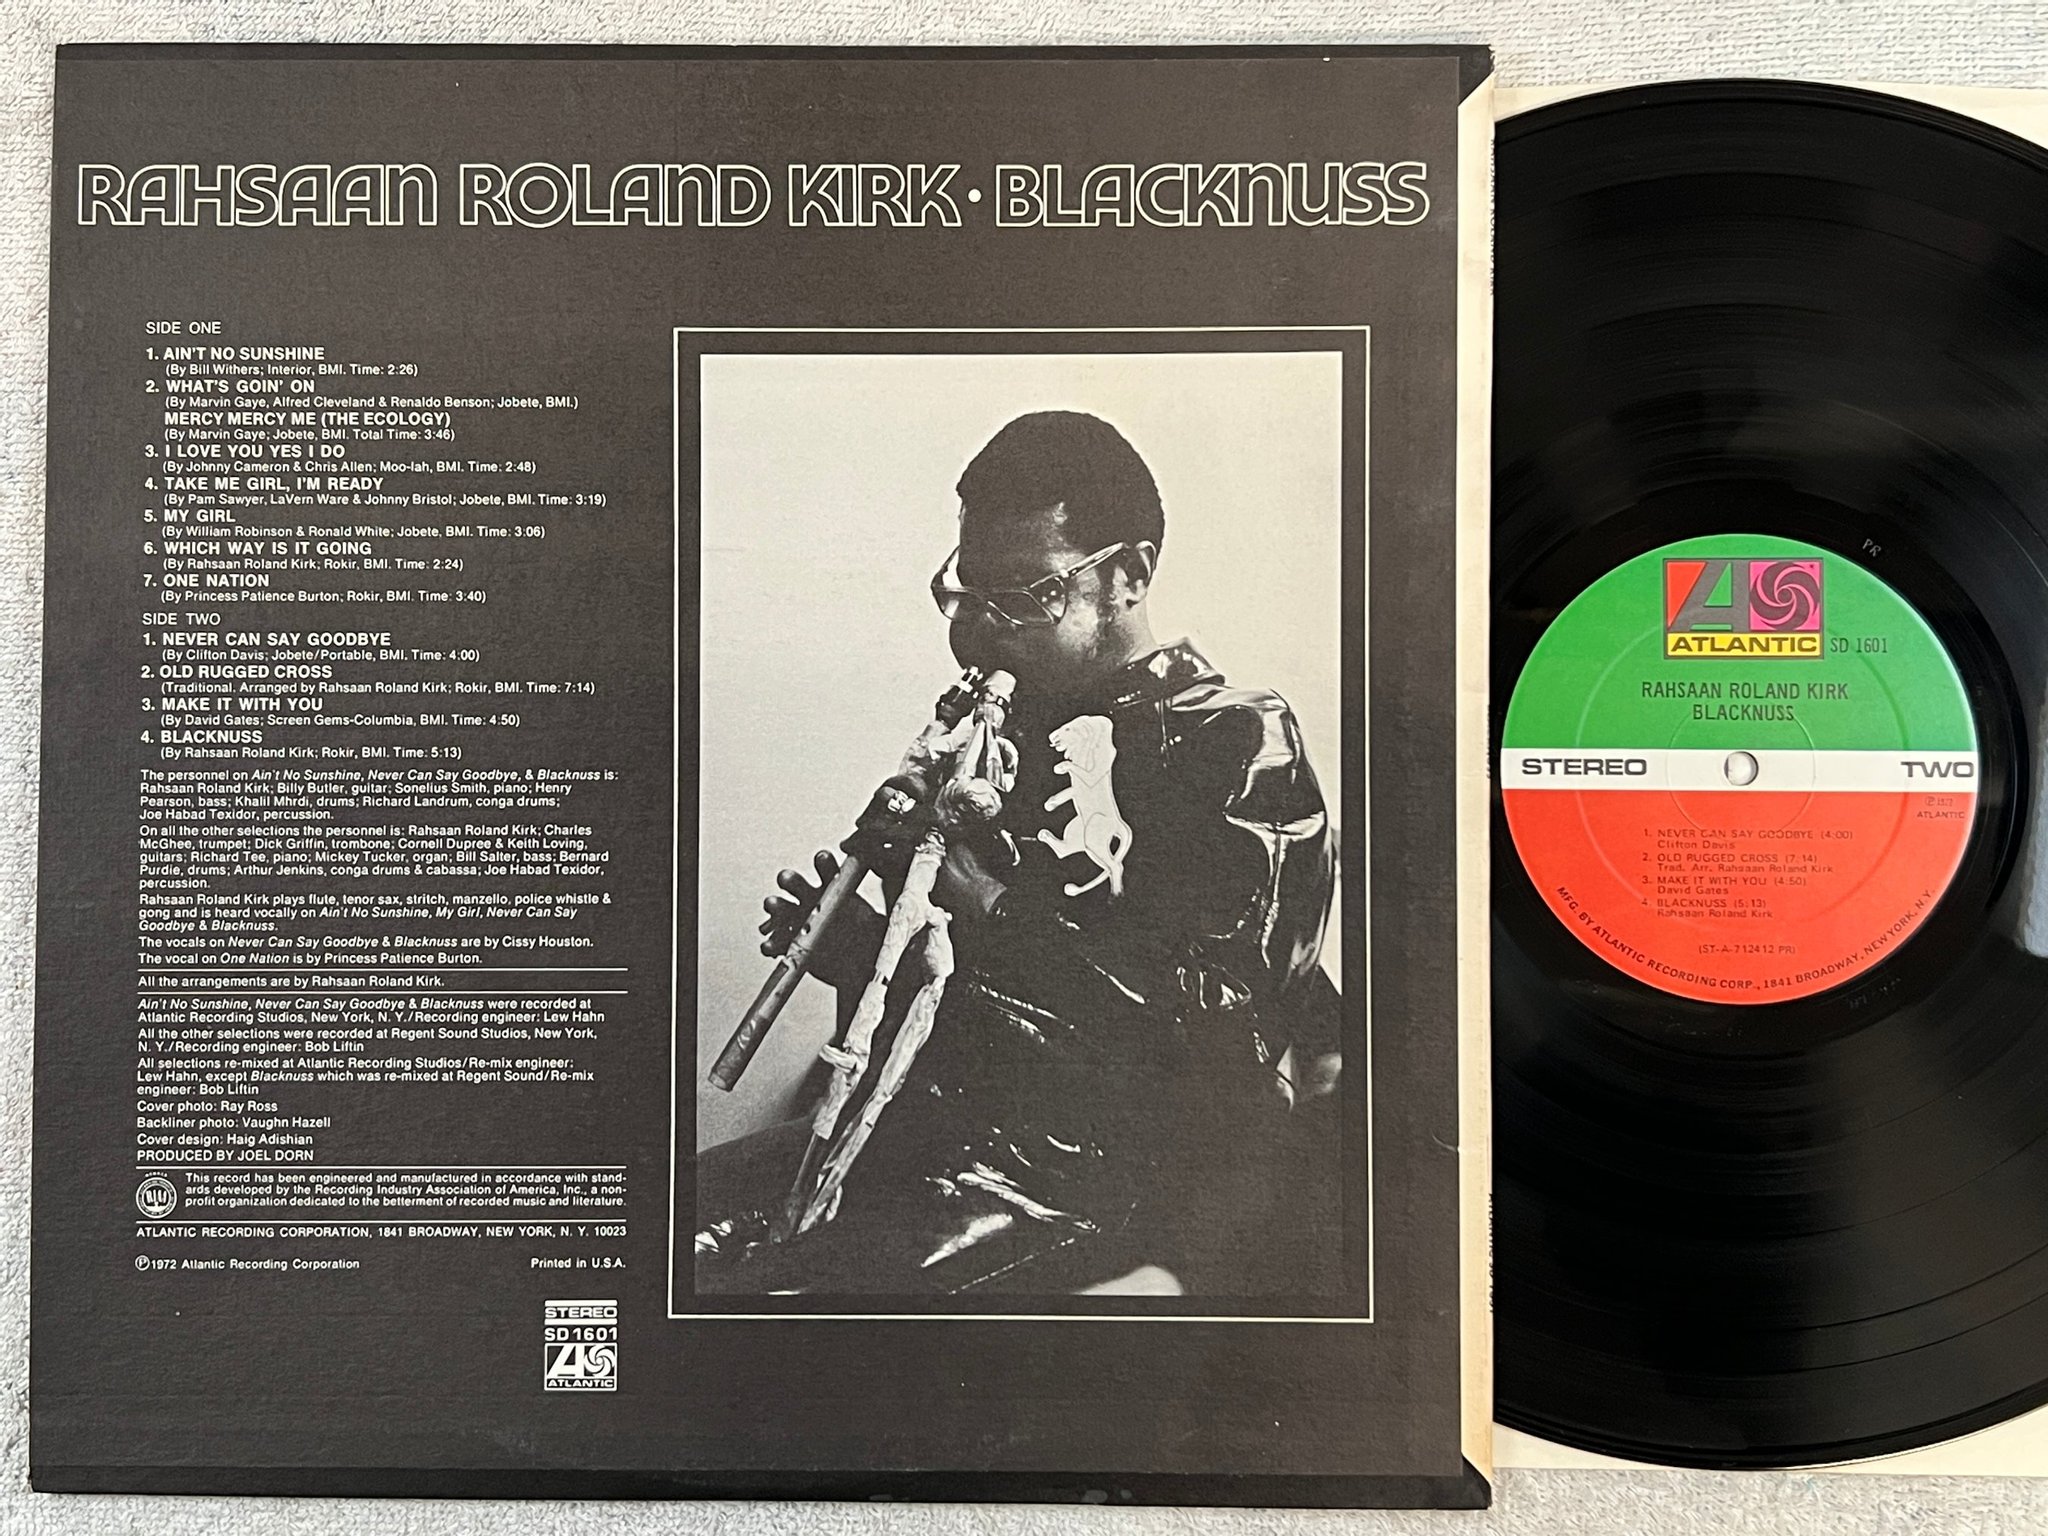 RAHSAAN ROLAND KIRK • BLACKNUSS
SIDE ONE
1. AIN'T NO SUNSHINE
(By Bill Withers; Interior, BMI. Time: 2:26)
2. WHAT'S GOIN' ON
(By Marvin Gaye, Alfred Cleveland & Renaldo Benson; Jobete, BMI.)
MERCY MERCY ME (THE ECOLOGY)
(By Marvin Gaye; Jobete, BMI. Total Time: 3:46)
3. I LOVE YOU YES I DO
(By Johnny Cameron & Chris Allen; Moo-lah, BMI. Time: 2:48)
4. TAKE ME GIRL, I'M READY
(By Pam Sawyer, LaVern Ware & Johnny Bristol; Jobete, BMI. Time: 3:19)
5. MY GIRL
(By William Robinson & Ronald White; Jobete, BMI. Time: 3:06)
6. WHICH WAY IS IT GOING
(By Rahsaan Roland Kirk; Rokir, BMI. Time: 2:24)
7. ONE NATION
(By Princess Patience Burton; Rokir, BMI. Time: 3:40)
SIDE TWO
1. NEVER CAN SAY GOODBYE
(By Clifton Davis; Jobete/Portable, BMI. Time: 4:00)
2. OLD RUGGED CROSS
(Traditional. Arranged by Rahsaan Roland Kirk; Rokir, BMI. Time: 7:14)
3. MAKE IT WITH YOU
(By David Gates; Screen Gems-Columbia, BMI. Time: 4:50)
4. BLACKNUSS
(By Rahsaan Roland Kirk; Rokir, BMI. Time: 5:13)
The personnel on Ain't No Sunshine, Never Can Say Goodbye, & Blacknuss is:
Rahsaan Roland Kirk; Billy Butler, guitar; Sonelius Smith, piano; Henry
Pearson, bass; Khalil Mhrdi, drums; Richard Landrum, conga drums;
Joe Habad Texidor, percussion.
On all the other selections the personnel is: Rahsaan Roland Kirk; Charles
McGhee, trumpet; Dick Griffin, trombone; Cornell Dupree & Keith Loving,
guitars; Richard Tee, piano; Mickey Tucker, organ; Bill Salter, bass; Bernard
Purdie, drums; Arthur Jenkins, conga drums & cabassa; Joe Habad Texidor,
percussion.
Rahsaan Roland Kirk plays flute, tenor sax, stritch, manzello, police whistle &
gong and is heard vocally on Ain't No Sunshine, My Girl, Never Can Say
Goodbye & Blacknuss.
The vocals on Never Can Say Goodbye & Blacknuss are by Cissy Houston.
The vocal on One Nation is by Princess Patience Burton.
All the arrangements are by Rahsaan Roland Kirk.
Ain't No Sunshine, Never Can Say Goodbye & Blacknuss were recorded at
Atlantic Recording Studios, New York, N. Y./Recording engineer: Lew Hahn
All the other selections were recorded at Regent Sound Studios, New York,
N. Y./Recording engineer: Bob Liftin
All selections re-mixed at Atlantic Recording Studios/Re-mix engineer:
Lew Hahn, except Blacknuss which was re-mixed at Regent Sound/Re-mix
engineer: Bob Liftin
Cover photo: Ray Ross
Backliner photo: Vaughn Hazell
Cover design: Haig Adishian
PRODUCED BY JOEL DORN
This record has been engineered and manufactured in accordance with stand-
ards developed by the Recording Industry Association of America, Inc., a non-
profit organization dedicated to the betterment of recorded music and literature.
ATLANTIC RECORDING CORPORATION, 1841 BROADWAY, NEW YORK, N. Y. 10023
Ⓟ1972 Atlantic Recording Corporation Printed in U.S.A.
STEREO
SD 1601
ATLANTIC
PR
ATLANTIC SD 1601
RAHSAAN ROLAND KIRK
BLACKNUSS
STEREO TWO
Ⓟ 1972
ATLANTIC
1. NEVER CAN SAY GOODBYE (4:00)
Clifton Davis
2. OLD RUGGED CROSS (7:14)
Trad. Arr. Rahsaan Roland Kirk
3. MAKE IT WITH YOU (4:50)
David Gates
4. BLACKNUSS (5:13)
Rahsaan Roland Kirk
(ST-A-712412 PR)
MFG. BY ATLANTIC RECORDING CORP., 1841 BROADWAY, NEW YORK, N.Y.